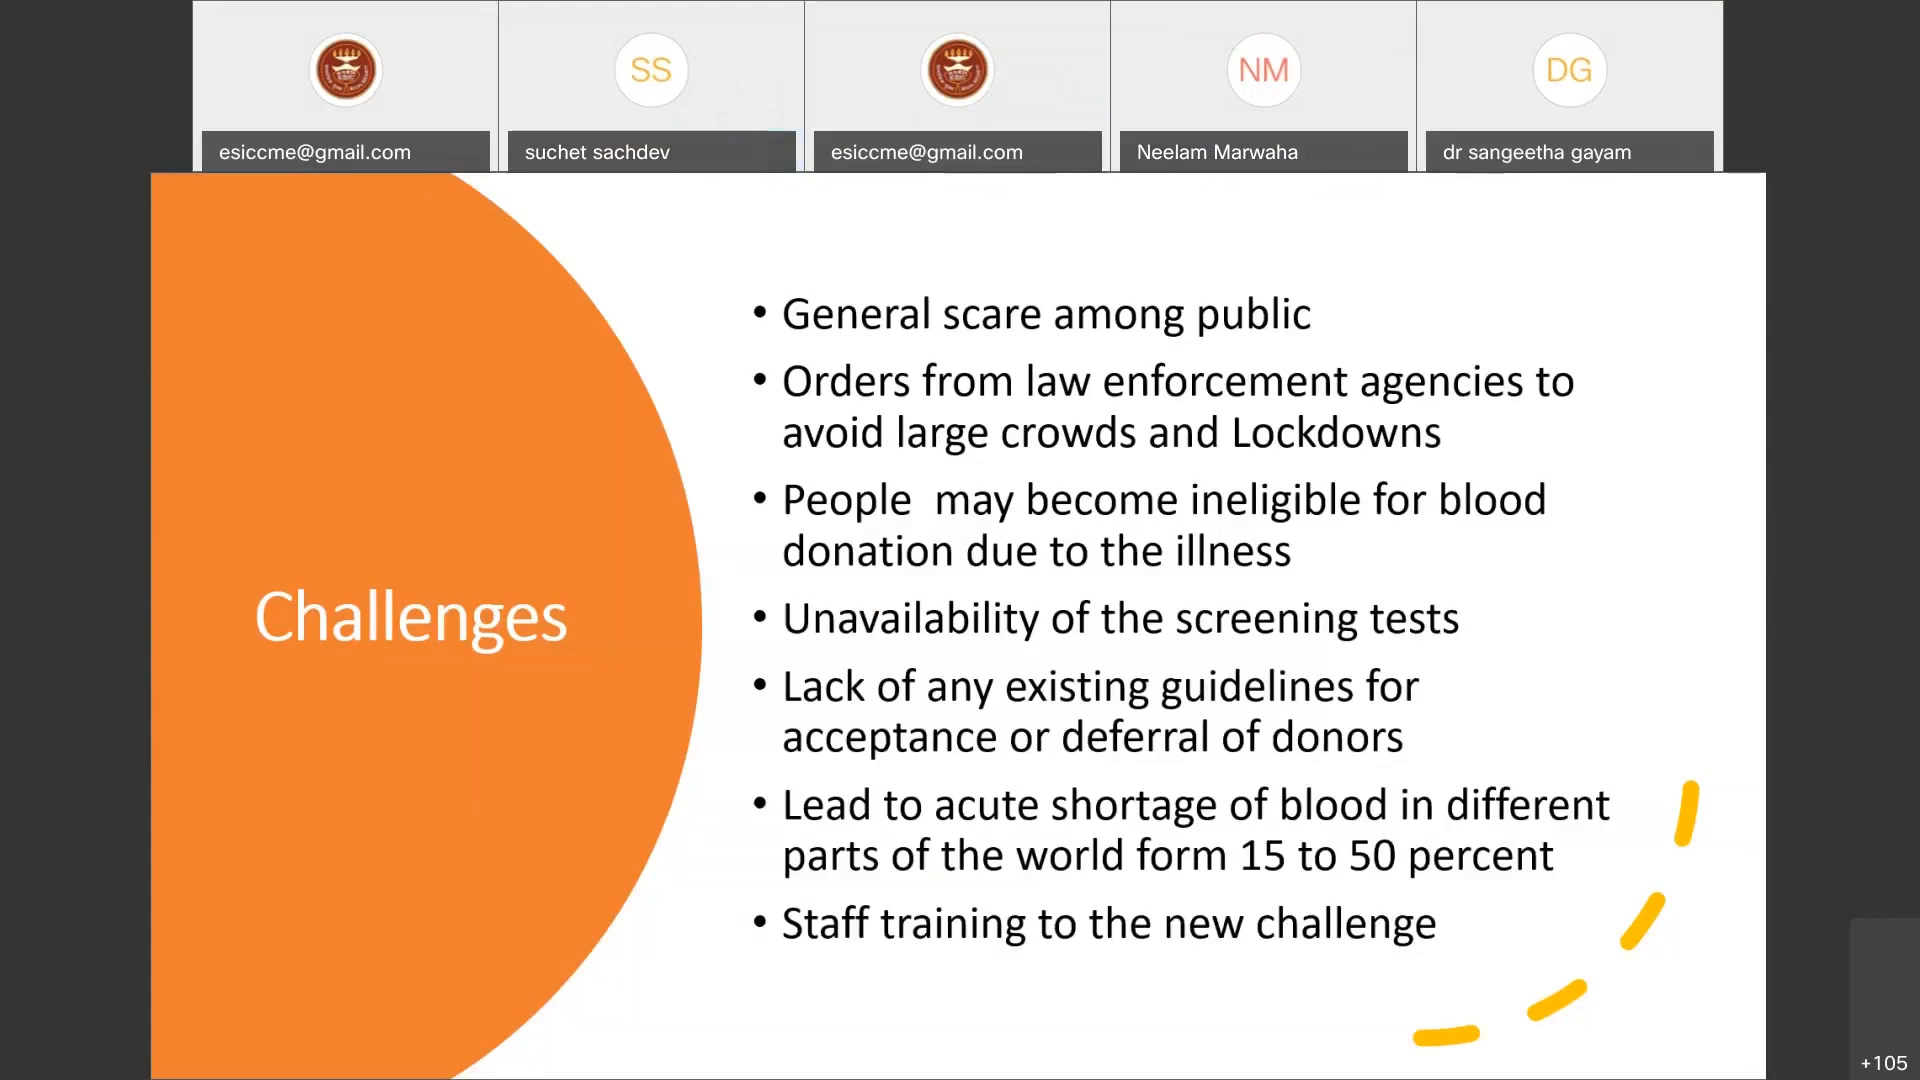 SS
NM
DG
esiccme@gmail.com
suchet sachdev
esiccme@gmail.com
Neelam Marwaha
dr sangeetha gayam
Challenges
• General scare among public
• Orders from law enforcement agencies to
avoid large crowds and Lockdowns
• People  may become ineligible for blood
donation due to the illness
• Unavailability of the screening tests
• Lack of any existing guidelines for
acceptance or deferral of donors
• Lead to acute shortage of blood in different
parts of the world form 15 to 50 percent
• Staff training to the new challenge
+105